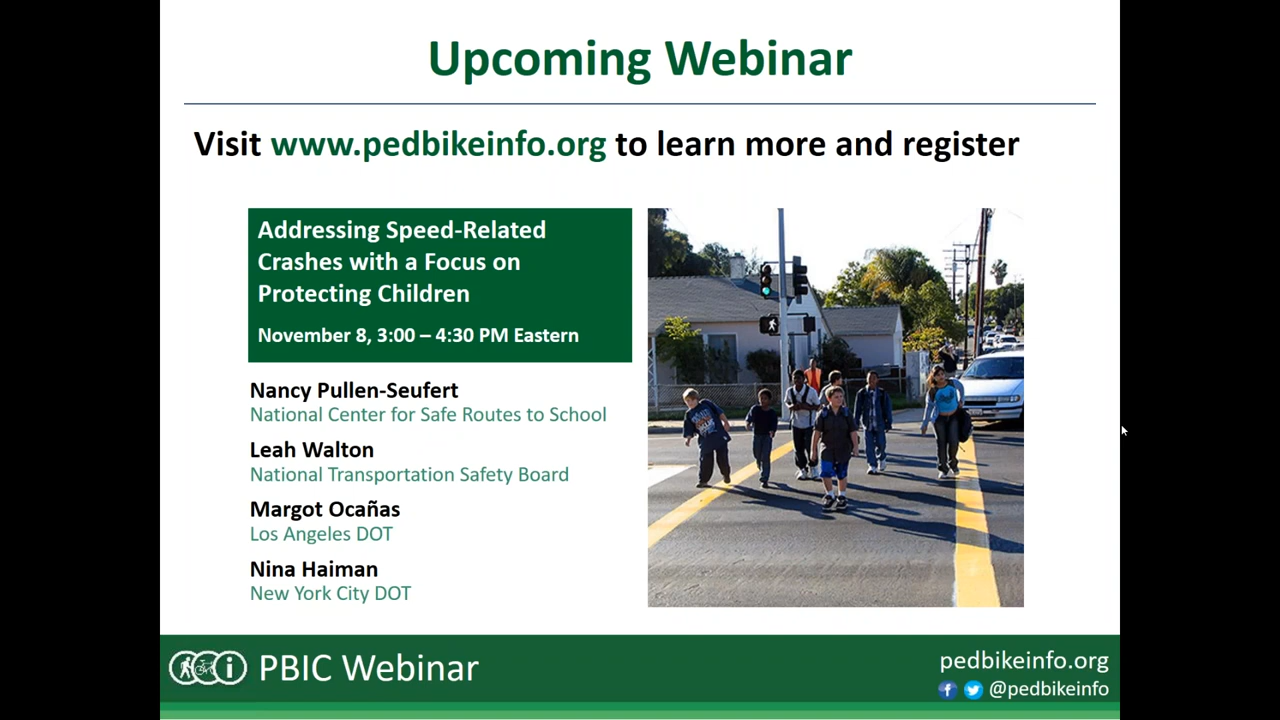 Upcoming Webinar
Visit www.pedbikeinfo.org to learn more and register
Addressing Speed-Related
Crashes with a Focus on
Protecting Children
November 8, 3:00 – 4:30 PM Eastern
Nancy Pullen-Seufert
National Center for Safe Routes to School
Leah Walton
National Transportation Safety Board
Margot Ocañas
Los Angeles DOT
Nina Haiman
New York City DOT
i PBIC Webinar
pedbikeinfo.org
@pedbikeinfo